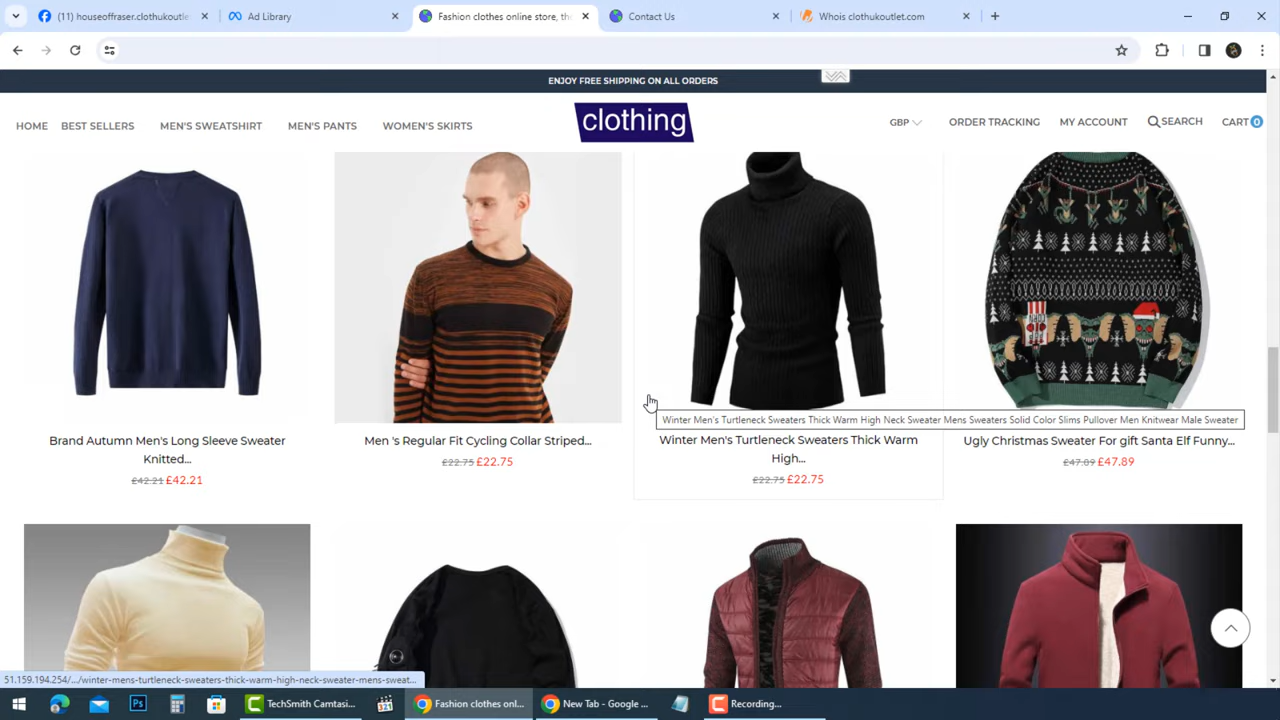 (11) houseoffraser.clothukoutle
Ad Library
Fashion clothes online store, th
Contact Us
Whois clothukoutlet.com
ENJOY FREE SHIPPING ON ALL ORDERS
HOME BEST SELLERS MEN'S SWEATSHIRT MEN'S PANTS WOMEN'S SKIRTS
clothing
GBP ORDER TRACKING MY ACCOUNT SEARCH CART 0
Winter Men's Turtleneck Sweaters Thick Warm High Neck Sweater Mens Sweaters Solid Color Slims Pullover Men Knitwear Male Sweater
Brand Autumn Men's Long Sleeve Sweater
Knitted...
£42.21 £42.21
Men 's Regular Fit Cycling Collar Striped...
£22.75 £22.75
Winter Men's Turtleneck Sweaters Thick Warm
High...
£22.75 £22.75
Ugly Christmas Sweater For gift Santa Elf Funny...
£47.89 £47.89
51.159.194.254/.../winter-mens-turtleneck-sweaters-thick-warm-high-neck-sweater-mens-sweat...
Ps
TechSmith Camtasi...
Fashion clothes onl...
New Tab - Google ...
Recording...